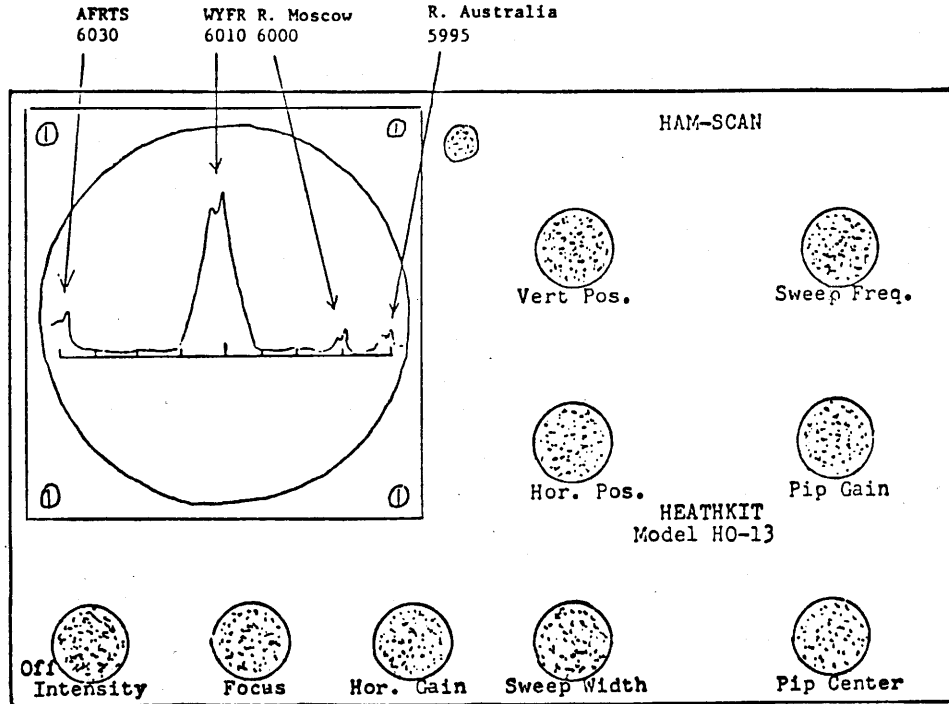 AFRTS WYFR R. Moscow R. Australia
6030 6010 6000 5995
HAM-SCAN
Vert Pos. Sweep Freq.
Hor. Pos. Pip Gain
HEATHKIT
Model HO-13
Off
Intensity Focus Hor. Gain Sweep Width Pip Center